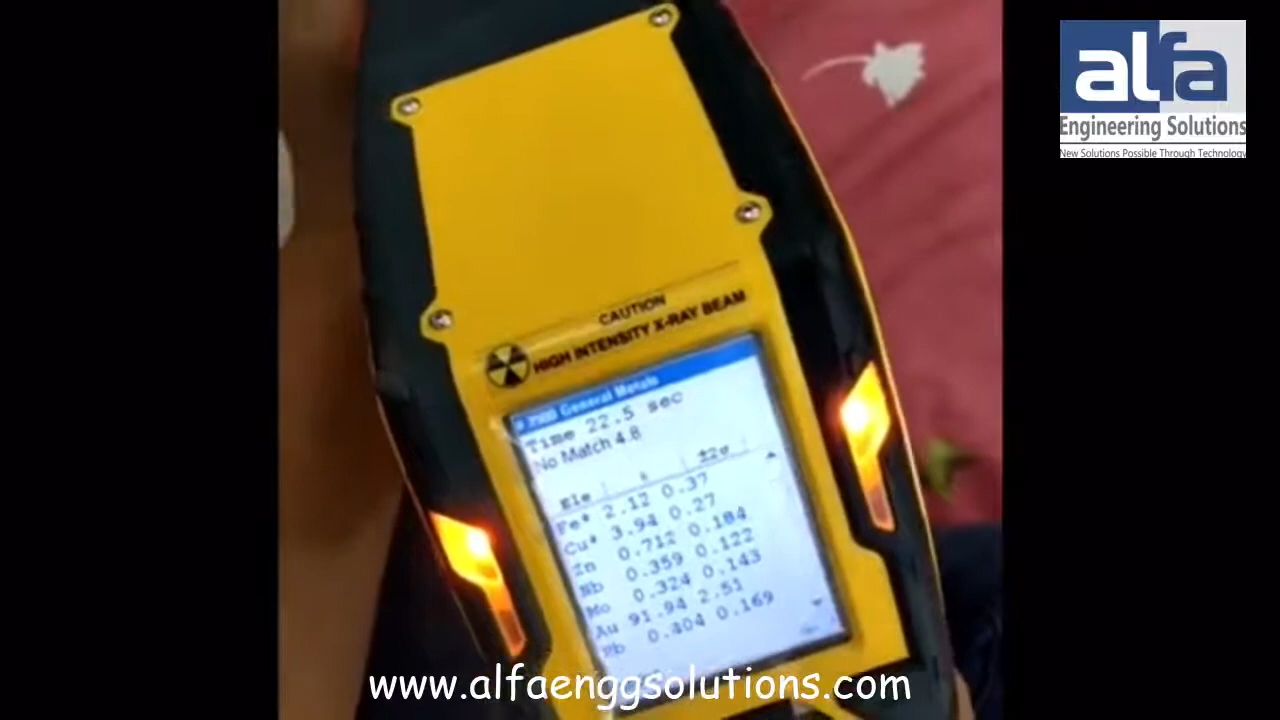 alfa
Engineering Solutions
New Solutions Possible Through Technology
CAUTION
HIGH INTENSITY X-RAY BEAM
General Metals
Time 22.5 sec
No Match 4.8
Ele % ±2σ
Fe* 2.12 0.37
Cu* 3.94 0.27
Zn 0.712 0.184
Nb 0.359 0.122
Mo 0.324 0.143
Au 91.94 2.51
0.404 0.169
www.alfaenggsolutions.com